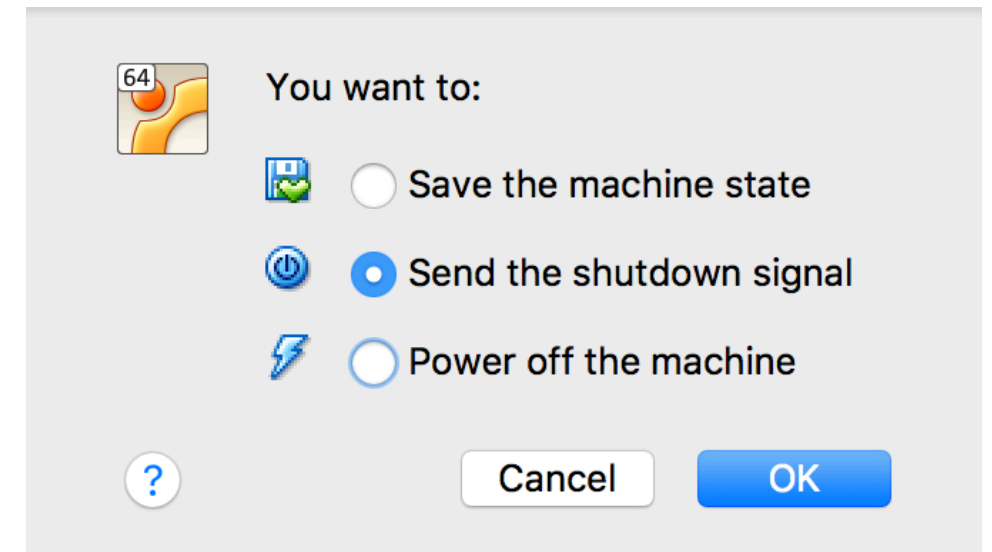 64
You want to:
Save the machine state
Send the shutdown signal
Power off the machine
?
Cancel
OK